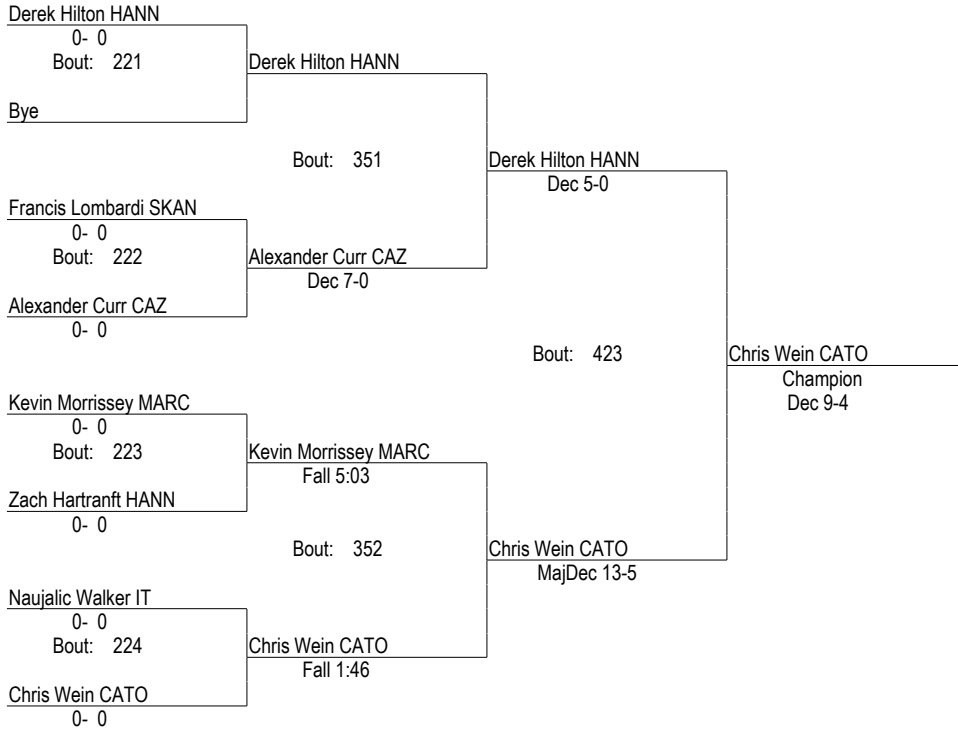 Derek Hilton HANN
0- 0
Bout: 221
Derek Hilton HANN
Bye
Bout: 351
Derek Hilton HANN
Dec 5-0
Francis Lombardi SKAN
0- 0
Bout: 222
Alexander Curr CAZ
Dec 7-0
Alexander Curr CAZ
0- 0
Bout: 423
Chris Wein CATO
Champion
Dec 9-4
Kevin Morrissey MARC
0- 0
Bout: 223
Kevin Morrissey MARC
Fall 5:03
Zach Hartranft HANN
0- 0
Bout: 352
Chris Wein CATO
MajDec 13-5
Naujalic Walker IT
0- 0
Bout: 224
Chris Wein CATO
Fall 1:46
Chris Wein CATO
0- 0